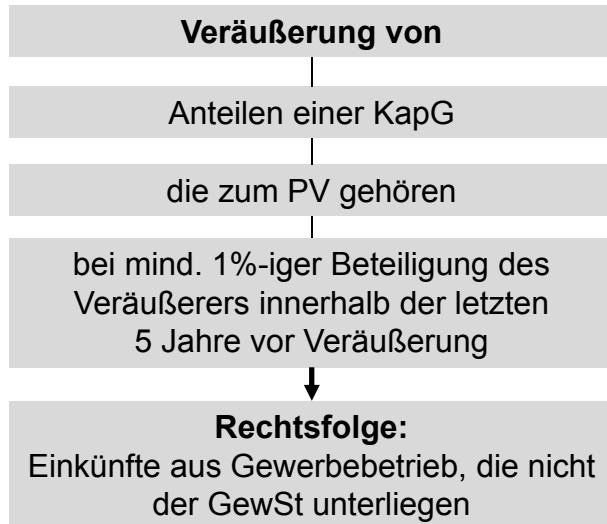 Veräußerung von
Anteilen einer KapG
die zum PV gehören
bei mind. 1%-iger Beteiligung des
Veräußerers innerhalb der letzten
5 Jahre vor Veräußerung
Rechtsfolge:
Einkünfte aus Gewerbebetrieb, die nicht
der GewSt unterliegen